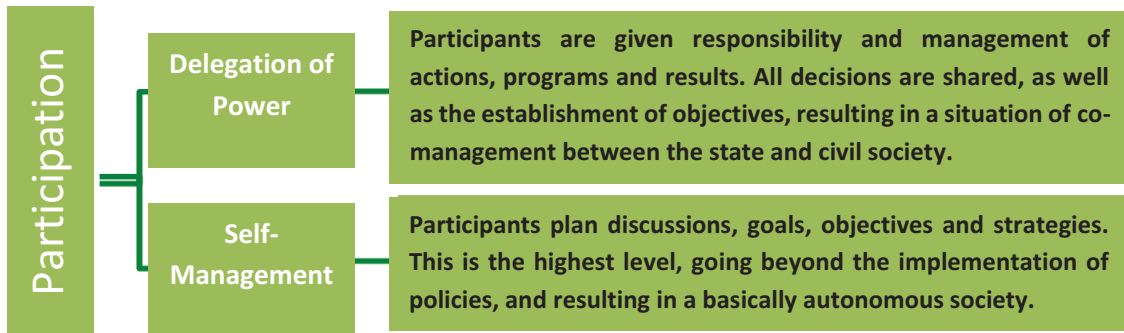 Participation
Delegation of
Power
Participants are given responsibility and management of
actions, programs and results. All decisions are shared, as well
as the establishment of objectives, resulting in a situation of co-
management between the state and civil society.
Self-
Management
Participants plan discussions, goals, objectives and strategies.
This is the highest level, going beyond the implementation of
policies, and resulting in a basically autonomous society.